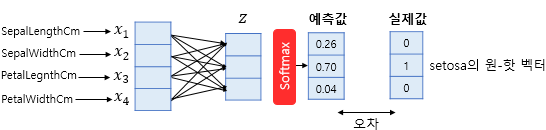 SepalLengthCm x₁
SepalWidthCm x₂
PetalLegnthCm x₃
PetalWidthCm x₄
z
Softmax
예측값
0.26
0.70
0.04
실제값
0
1
0
setosa의 원-핫 벡터
오차